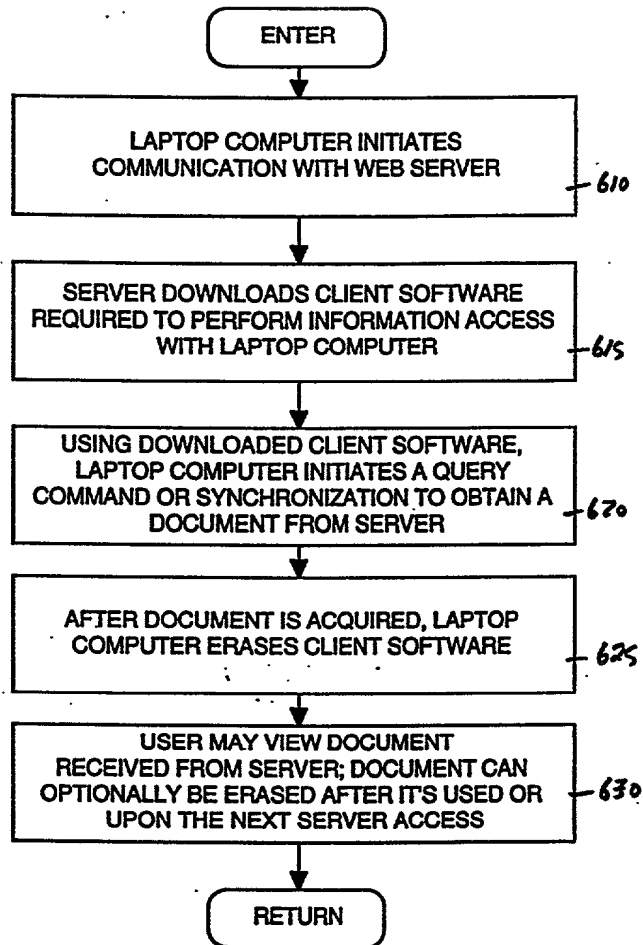 ENTER
LAPTOP COMPUTER INITIATES
COMMUNICATION WITH WEB SERVER
610
SERVER DOWNLOADS CLIENT SOFTWARE
REQUIRED TO PERFORM INFORMATION ACCESS
WITH LAPTOP COMPUTER
615
USING DOWNLOADED CLIENT SOFTWARE,
LAPTOP COMPUTER INITIATES A QUERY
COMMAND OR SYNCHRONIZATION TO OBTAIN A
DOCUMENT FROM SERVER
620
AFTER DOCUMENT IS ACQUIRED, LAPTOP
COMPUTER ERASES CLIENT SOFTWARE
625
USER MAY VIEW DOCUMENT
RECEIVED FROM SERVER; DOCUMENT CAN
OPTIONALLY BE ERASED AFTER IT'S USED OR
UPON THE NEXT SERVER ACCESS
630
RETURN